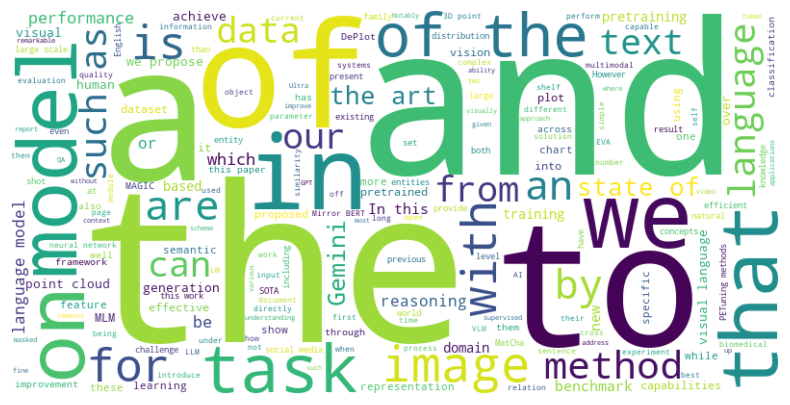 performance
achieve
current
family
Notably
3D point
perform
pretraining
visual
remarkable
large scale
English
information
than
is
data
DePlot
distribution
capable
we propose
of
of the
text
vision
multimodal
token
classification
evaluation
quality
Ultra
systems
complex
However
human
has
present
ability
where
such as
a
and
dataset
object
improve
the art
two
large
shelf
language
report
even
parameter
existing
visually
plot
using
over
model
or
our
set
given
different
simple
self
then
QA
entity
approach
solution
EVA
result
it
in
both
across
one
shot
which
similarity
chart
number
knowledge
applications
without
at
MAGIC
based
this paper
more
entities
into
also
module
used
GPT
off
pretrained
from
an
state of
video
on
are
page
proposed
Mirror BERT
In this
provide
training
we
efficient
context
the
most
long
open
natural
to
that
neural network
scheme
semantic
work
previous
level
have
concepts
language model
framework
can
LM
various
input
including
Gemini
with
AI
by
new
specific
visual language
PETuning methods
well
point cloud
generation
SOTA
document
reasoning
feature
this work
directly
understanding
first
world
time
VLM
them
their
supervised
cross
masked
MLM
effective
be
show
through
domain
MatCha
address
biomedical
remains
being
challenge
under
how
social media
when
process
sentence
experiment
while
up
for
task
image
method
fine
these
LLM
not
introduce
such
improvement
learning
representation
relation
benchmark
best
capabilities